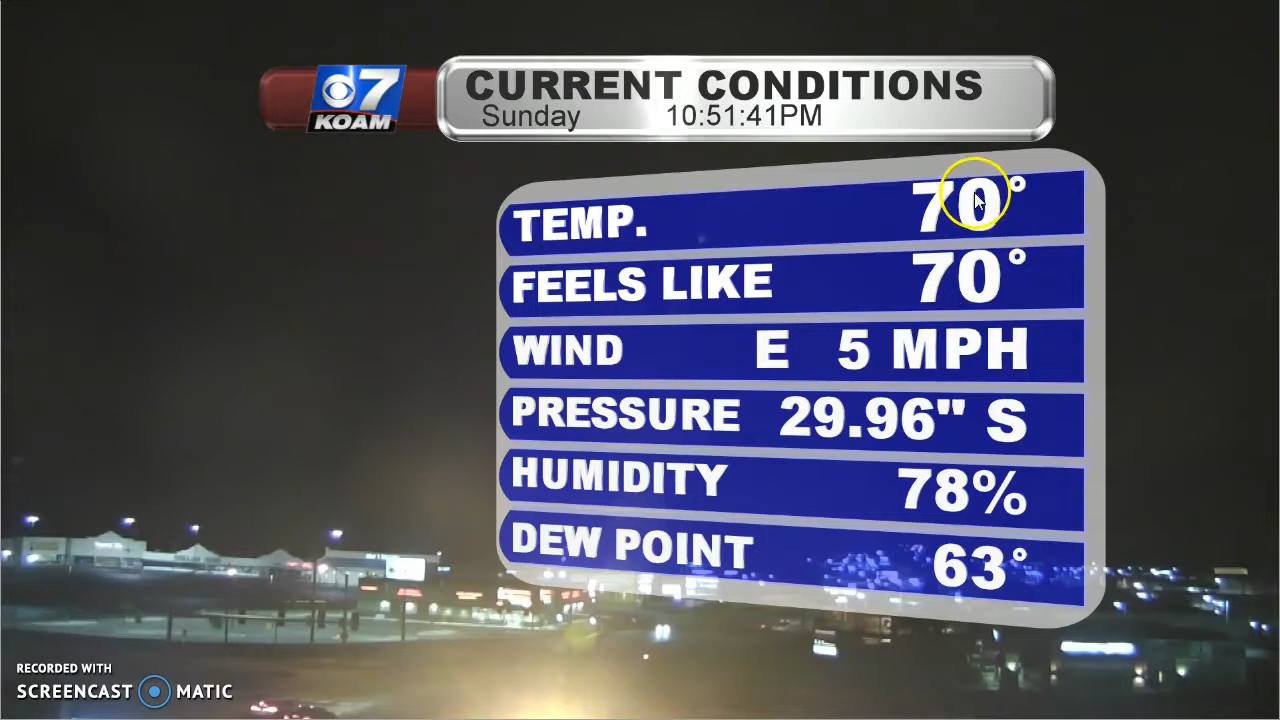 7
KOAM
CURRENT CONDITIONS
Sunday 10:51:41PM
TEMP. 70°
FEELS LIKE 70°
WIND E 5 MPH
PRESSURE 29.96" S
HUMIDITY 78%
DEW POINT 63°
RECORDED WITH
SCREENCAST MATIC